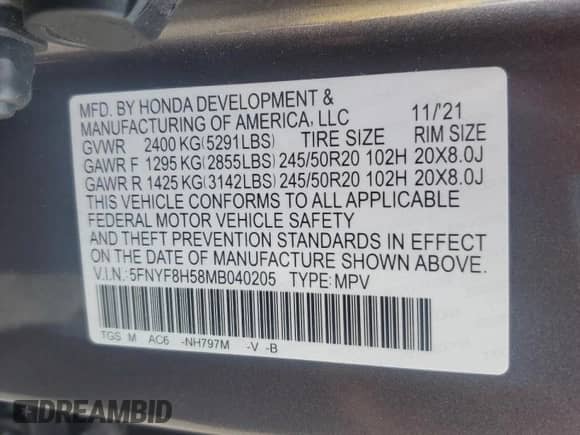 MFD. BY HONDA DEVELOPMENT &
MANUFACTURING OF AMERICA, LLC 11/'21
GVWR 2400 KG(5291LBS) TIRE SIZE RIM SIZE
GAWR F 1295 KG(2855LBS) 245/50R20 102H 20X8.0J
GAWR R 1425 KG(3142LBS) 245/50R20 102H 20X8.0J
THIS VEHICLE CONFORMS TO ALL APPLICABLE
FEDERAL MOTOR VEHICLE SAFETY
AND THEFT PREVENTION STANDARDS IN EFFECT
ON THE DATE OF MANUFACTURE SHOWN ABOVE.
V.I.N.: 5FNYF8H58MB040205 TYPE: MPV
TGS M AC6 -NH797M -V -B
DREAMBID